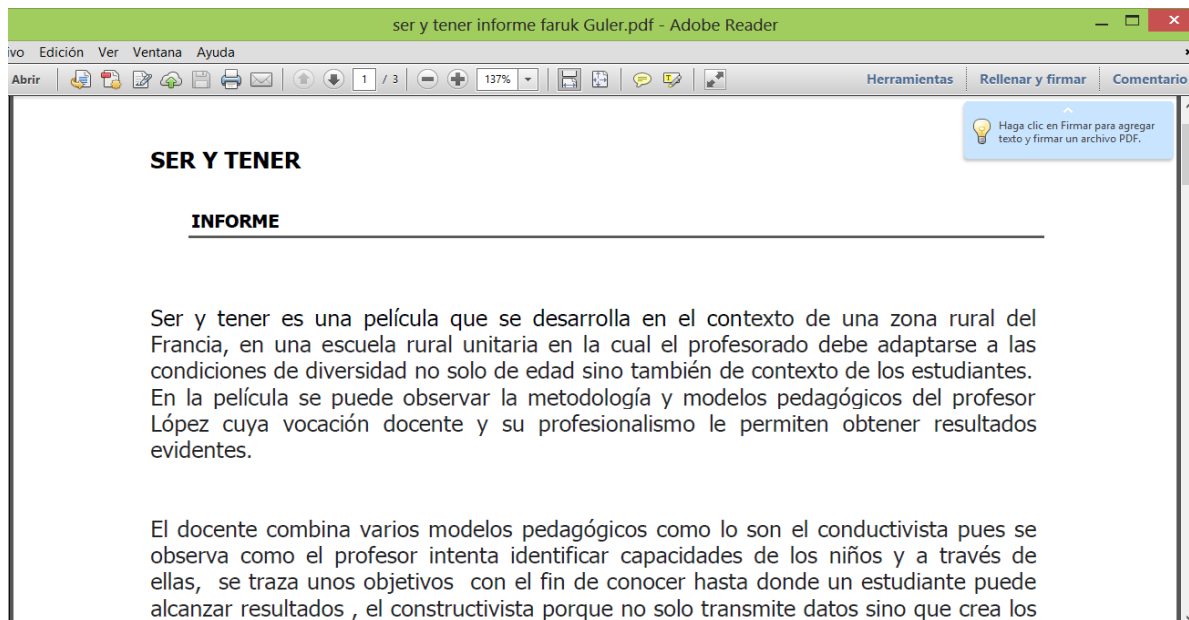 ser y tener informe faruk Guler.pdf - Adobe Reader
ivo Edición Ver Ventana Ayuda
Abrir 1 / 3 137% Herramientas Rellenar y firmar Comentario
Haga clic en Firmar para agregar
texto y firmar un archivo PDF.
SER Y TENER
INFORME
Ser y tener es una película que se desarrolla en el contexto de una zona rural del
Francia, en una escuela rural unitaria en la cual el profesorado debe adaptarse a las
condiciones de diversidad no solo de edad sino también de contexto de los estudiantes.
En la película se puede observar la metodología y modelos pedagógicos del profesor
López cuya vocación docente y su profesionalismo le permiten obtener resultados
evidentes.
El docente combina varios modelos pedagógicos como lo son el conductivista pues se
observa como el profesor intenta identificar capacidades de los niños y a través de
ellas, se traza unos objetivos con el fin de conocer hasta donde un estudiante puede
alcanzar resultados , el constructivista porque no solo transmite datos sino que crea los